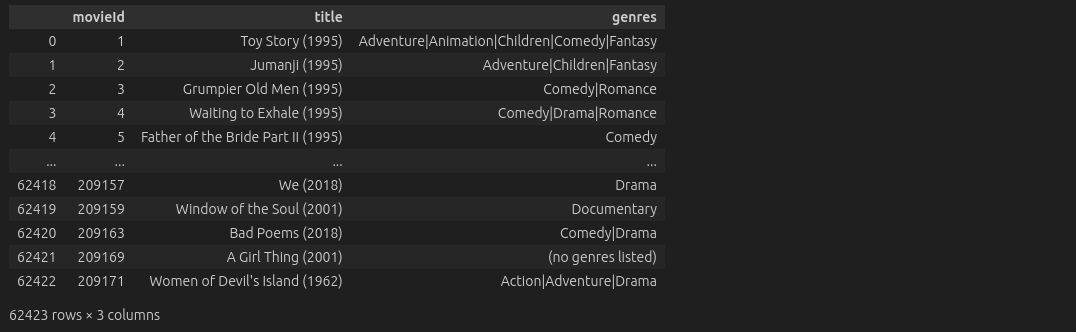 movieId title genres
0 1 Toy Story (1995) Adventure|Animation|Children|Comedy|Fantasy
1 2 Jumanji (1995) Adventure|Children|Fantasy
2 3 Grumpier Old Men (1995) Comedy|Romance
3 4 Waiting to Exhale (1995) Comedy|Drama|Romance
4 5 Father of the Bride Part II (1995) Comedy
... ... ... ...
62418 209157 We (2018) Drama
62419 209159 Window of the Soul (2001) Documentary
62420 209163 Bad Poems (2018) Comedy|Drama
62421 209169 A Girl Thing (2001) (no genres listed)
62422 209171 Women of Devil's Island (1962) Action|Adventure|Drama
62423 rows × 3 columns